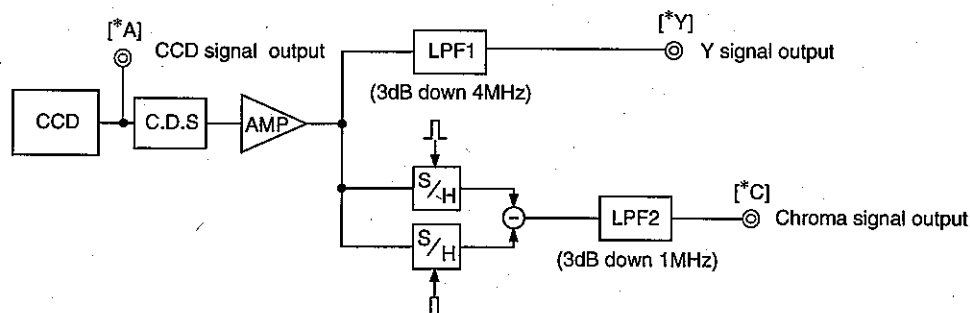 [*A]
CCD signal output
[*Y]
Y signal output
LPF1
(3dB down 4MHz)
CCD
C.D.S
AMP
S/H
S/H
[*C]
LPF2
Chroma signal output
(3dB down 1MHz)